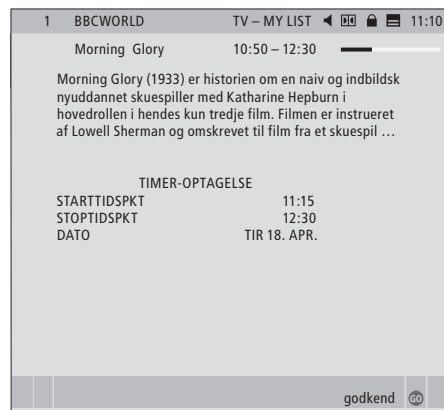 1 BBCWORLD TV – MY LIST 11:10
Morning Glory 10:50 – 12:30
Morning Glory (1933) er historien om en naiv og indbildsk
nyuddannet skuespiller med Katharine Hepburn i
hovedrollen i hendes kun tredje film. Filmen er instrueret
af Lowell Sherman og omskrevet til film fra et skuespil …
TIMER-OPTAGELSE
STARTTIDSPKT 11:15
STOPTIDSPKT 12:30
DATO TIR 18. APR.
godkend GO